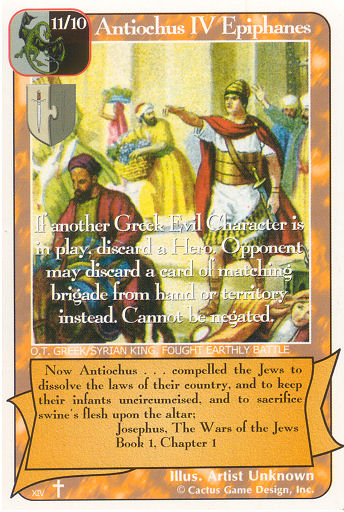 11/10 Antiochus IV Epiphanes
If another Greek Evil Character is
in play, discard a Hero. Opponent
may discard a card of matching
brigade from hand or territory
instead. Cannot be negated.
O.T. GREEK/SYRIAN KING, FOUGHT EARTHLY BATTLE
Now Antiochus . . . compelled the Jews to
dissolve the laws of their country, and to keep
their infants uncircumcised, and to sacrifice
swine's flesh upon the altar;
Josephus, The Wars of the Jews
Book 1, Chapter 1
Illus. Artist Unknown
XIV © Cactus Game Design, Inc.